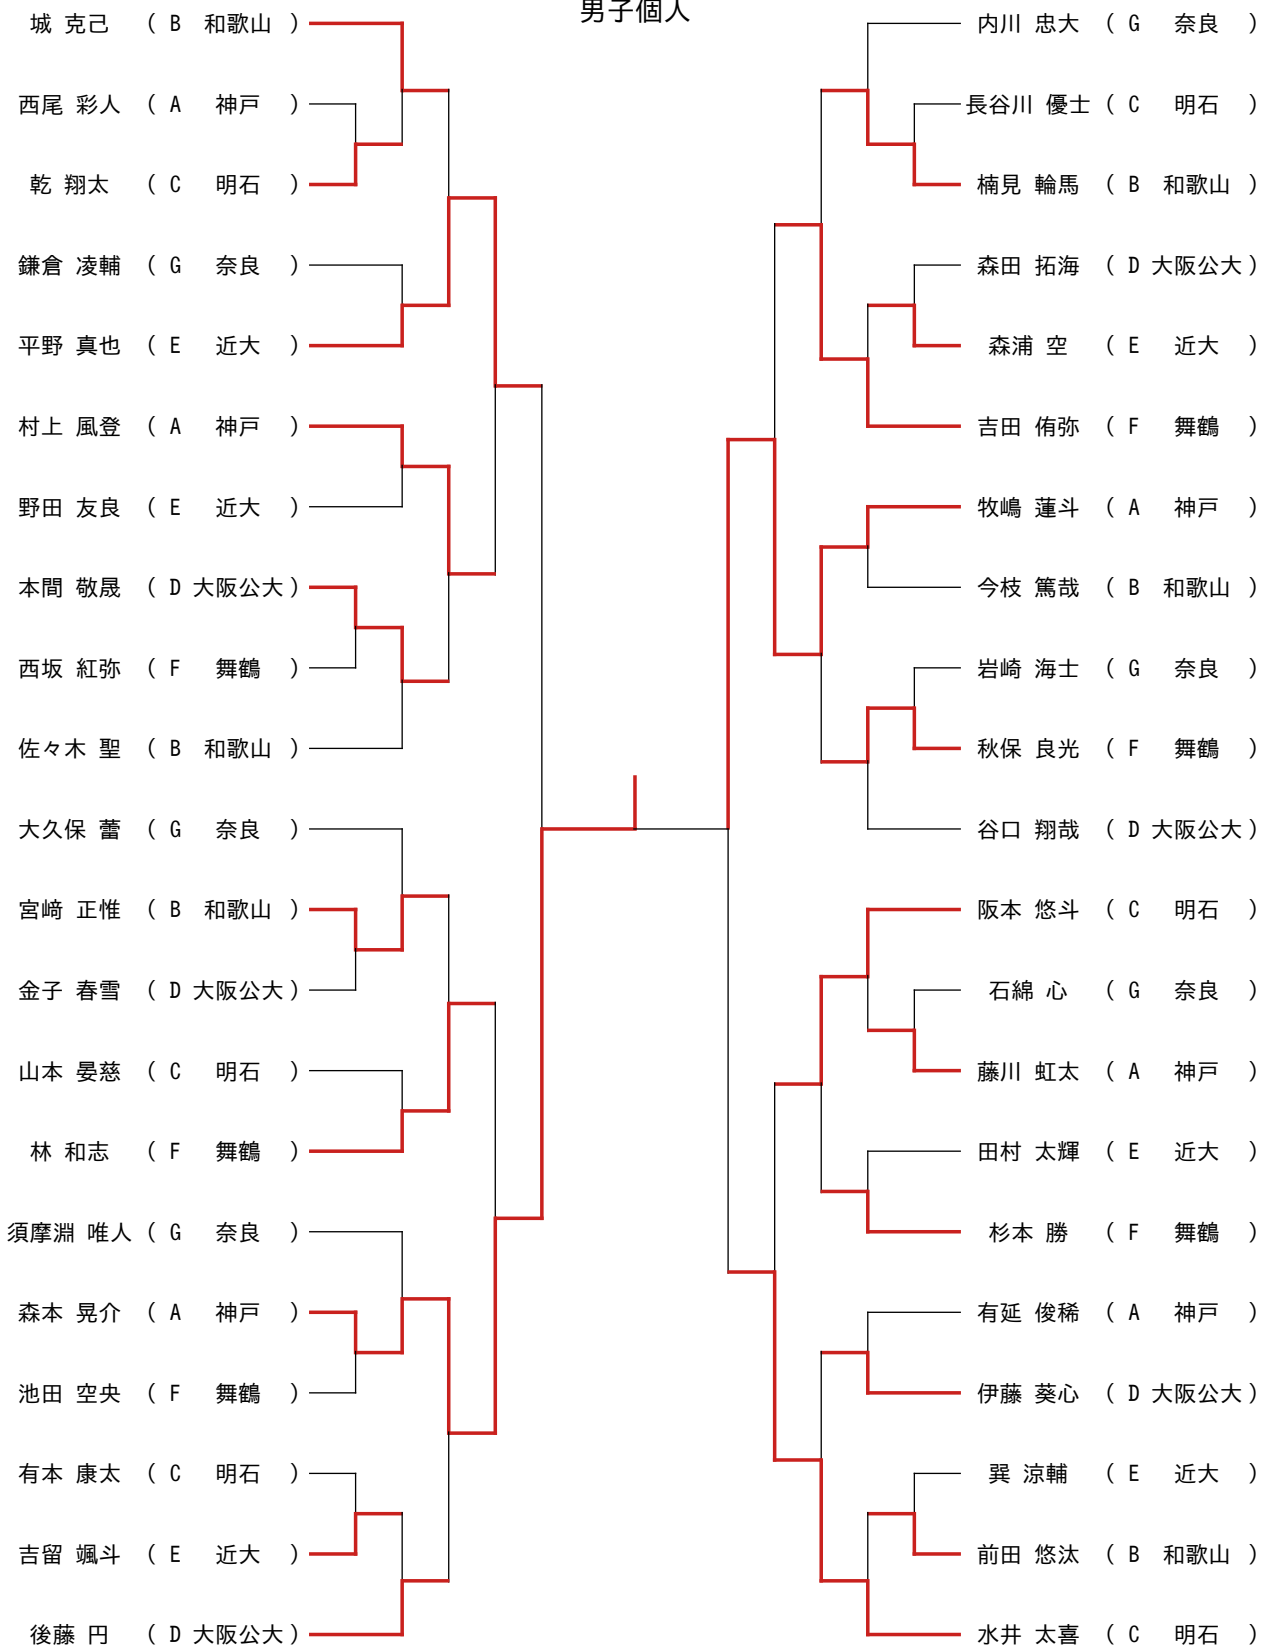 男子個人
城 克己 ( B 和歌山 )
西尾 彩人 ( A 神戸 )
乾 翔太 ( C 明石 )
鎌倉 凌輔 ( G 奈良 )
平野 真也 ( E 近大 )
村上 風登 ( A 神戸 )
野田 友良 ( E 近大 )
本間 敬晟 ( D 大阪公大 )
西坂 紅弥 ( F 舞鶴 )
佐々木 聖 ( B 和歌山 )
大久保 蕾 ( G 奈良 )
宮﨑 正惟 ( B 和歌山 )
金子 春雪 ( D 大阪公大 )
山本 晏慈 ( C 明石 )
林 和志 ( F 舞鶴 )
須摩淵 唯人 ( G 奈良 )
森本 晃介 ( A 神戸 )
池田 空央 ( F 舞鶴 )
有本 康太 ( C 明石 )
吉留 颯斗 ( E 近大 )
後藤 円 ( D 大阪公大 )
内川 忠大 ( G 奈良 )
長谷川 優士 ( C 明石 )
楠見 輪馬 ( B 和歌山 )
森田 拓海 ( D 大阪公大 )
森浦 空 ( E 近大 )
吉田 侑弥 ( F 舞鶴 )
牧嶋 蓮斗 ( A 神戸 )
今枝 篤哉 ( B 和歌山 )
岩崎 海士 ( G 奈良 )
秋保 良光 ( F 舞鶴 )
谷口 翔哉 ( D 大阪公大 )
阪本 悠斗 ( C 明石 )
石綿 心 ( G 奈良 )
藤川 虹太 ( A 神戸 )
田村 太輝 ( E 近大 )
杉本 勝 ( F 舞鶴 )
有延 俊稀 ( A 神戸 )
伊藤 葵心 ( D 大阪公大 )
巽 涼輔 ( E 近大 )
前田 悠汰 ( B 和歌山 )
水井 太喜 ( C 明石 )